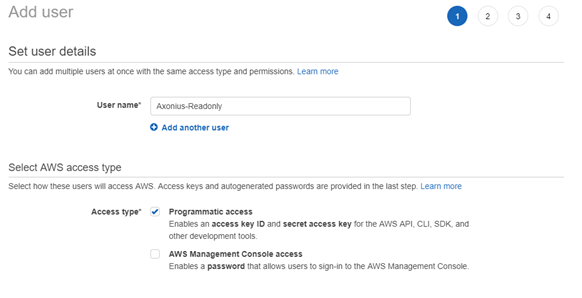 Add user
1 2 3 4
Set user details
You can add multiple users at once with the same access type and permissions. Learn more
User name* Axonius-Readonly
Add another user
Select AWS access type
Select how these users will access AWS. Access keys and autogenerated passwords are provided in the last step. Learn more
Access type* Programmatic access
Enables an access key ID and secret access key for the AWS API, CLI, SDK, and
other development tools.
AWS Management Console access
Enables a password that allows users to sign-in to the AWS Management Console.